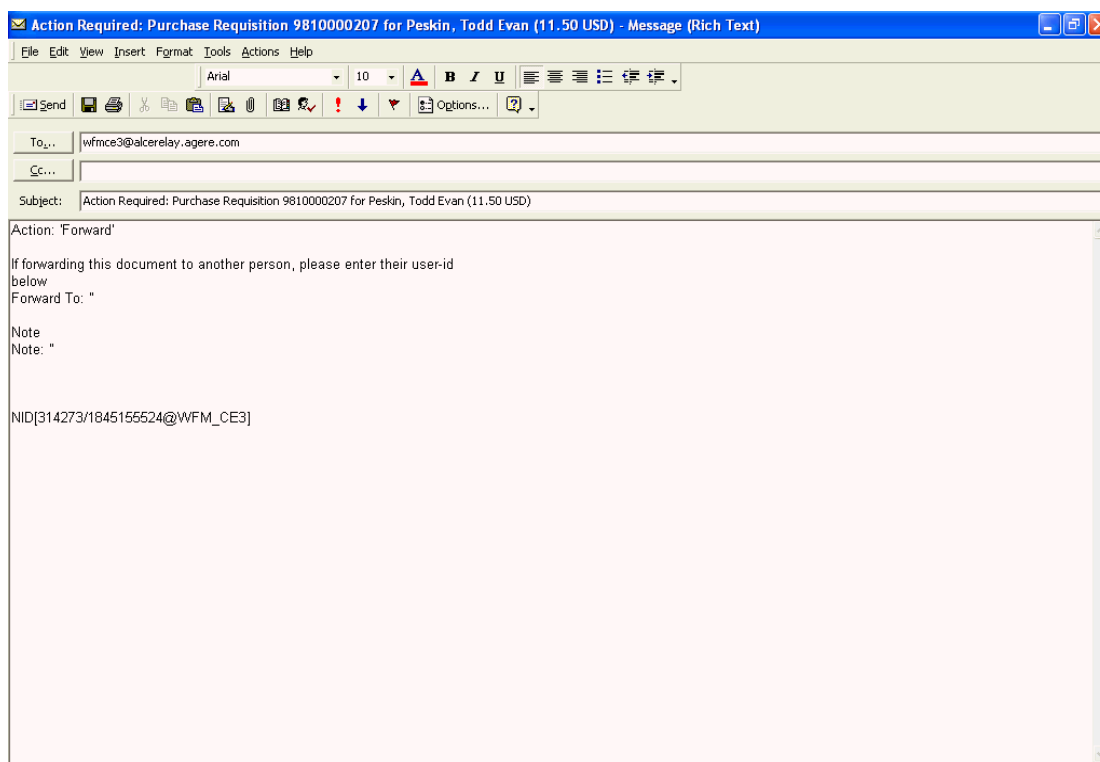 Action Required: Purchase Requisition 9810000207 for Peskin, Todd Evan (11.50 USD) - Message (Rich Text)
File Edit View Insert Format Tools Actions Help
Arial 10 A B I U
Send Options...
To... wfmce3@alcerelay.agere.com
Cc...
Subject: Action Required: Purchase Requisition 9810000207 for Peskin, Todd Evan (11.50 USD)
Action: 'Forward'
If forwarding this document to another person, please enter their user-id
below
Forward To: ''
Note
Note: ''
NID[314273/1845155524@WFM_CE3]